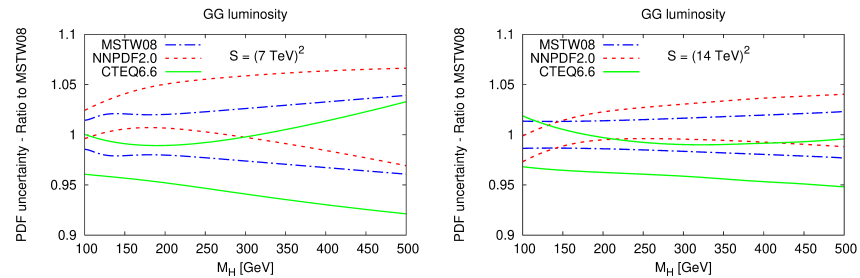 GG luminosity
PDF uncertainty - Ratio to MSTW08
1.1
1.05
1
0.95
0.9
MSTW08
NNPDF2.0
CTEQ6.6
S = (7 TeV)²
100 150 200 250 300 350 400 450 500
M_H [GeV]
GG luminosity
PDF uncertainty - Ratio to MSTW08
1.1
1.05
1
0.95
0.9
MSTW08
NNPDF2.0
CTEQ6.6
S = (14 TeV)²
100 150 200 250 300 350 400 450 500
M_H [GeV]